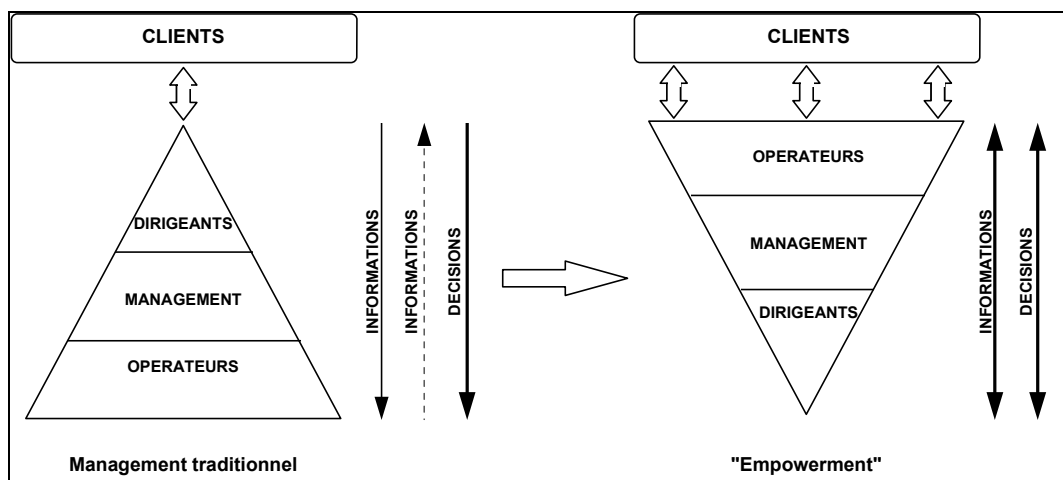 CLIENTS
DIRIGEANTS
MANAGEMENT
OPERATEURS
INFORMATIONS
INFORMATIONS
DECISIONS
Management traditionnel
CLIENTS
OPERATEURS
MANAGEMENT
DIRIGEANTS
INFORMATIONS
DECISIONS
"Empowerment"